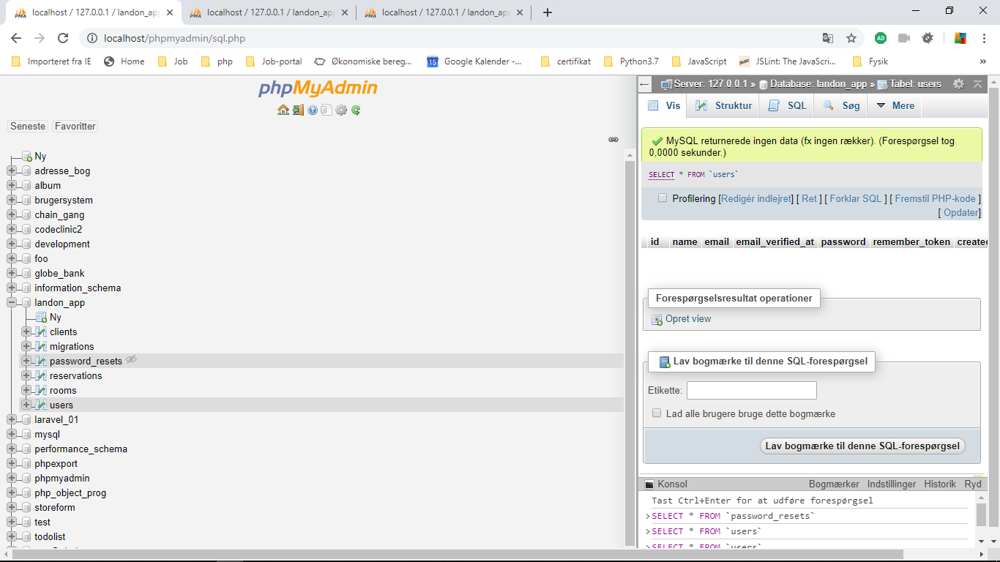 localhost / 127.0.0.1 / landon_app
localhost / 127.0.0.1 / landon_app
localhost / 127.0.0.1 / landon_app
localhost/phpmyadmin/sql.php
AD
Importeret fra IE
Home
Job
php
Job-portal
Økonomiske bereg...
15
Google Kalender -...
certifikat
Python3.7
JavaScript
JSLint: The JavaScri...
Fysik
»
phpMyAdmin
Seneste
Favoritter
Ny
adresse_bog
album
brugersystem
chain_gang
codeclinic2
development
foo
globe_bank
information_schema
landon_app
Ny
clients
migrations
password_resets
reservations
rooms
users
laravel_01
mysql
performance_schema
phpexport
phpmyadmin
php_object_prog
storeform
test
todolist
Server: 127.0.0.1 » Database: landon_app » Tabel: users
Vis
Struktur
SQL
Søg
Mere
MySQL returnerede ingen data (fx ingen rækker). (Forespørgsel tog
0,0000 sekunder.)
SELECT * FROM `users`
Profilering [Redigér indlejret] [ Ret ] [ Forklar SQL ] [ Fremstil PHP-kode ]
[ Opdater]
id name email email_verified_at password remember_token created
Forespørgselsresultat operationer
Opret view
Lav bogmærke til denne SQL-forespørgsel
Etikette:
Lad alle brugere bruge dette bogmærke
Lav bogmærke til denne SQL-forespørgsel
Konsol
Bogmærker
Indstillinger
Historik
Ryd
Tast Ctrl+Enter for at udføre forespørgsel
>SELECT * FROM `password_resets`
>SELECT * FROM `users`
>SELECT * FROM `users`